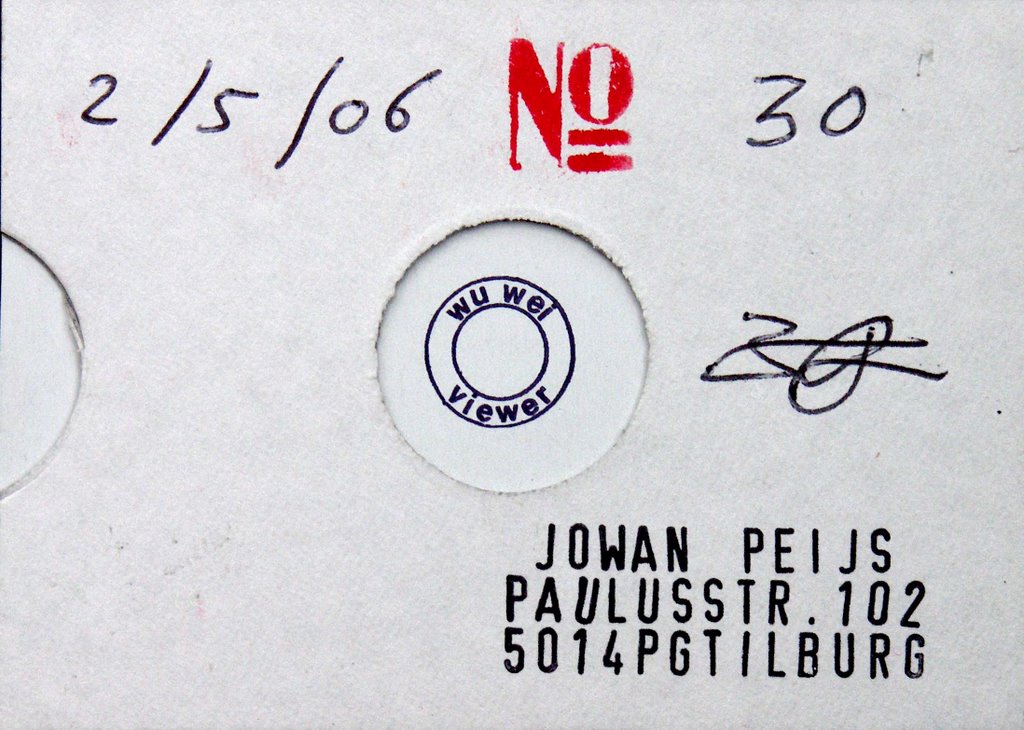 2/5/06 No 30
wu wei
viewer
JOWAN PEIJS
PAULUSSTR.102
5014PGTILBURG